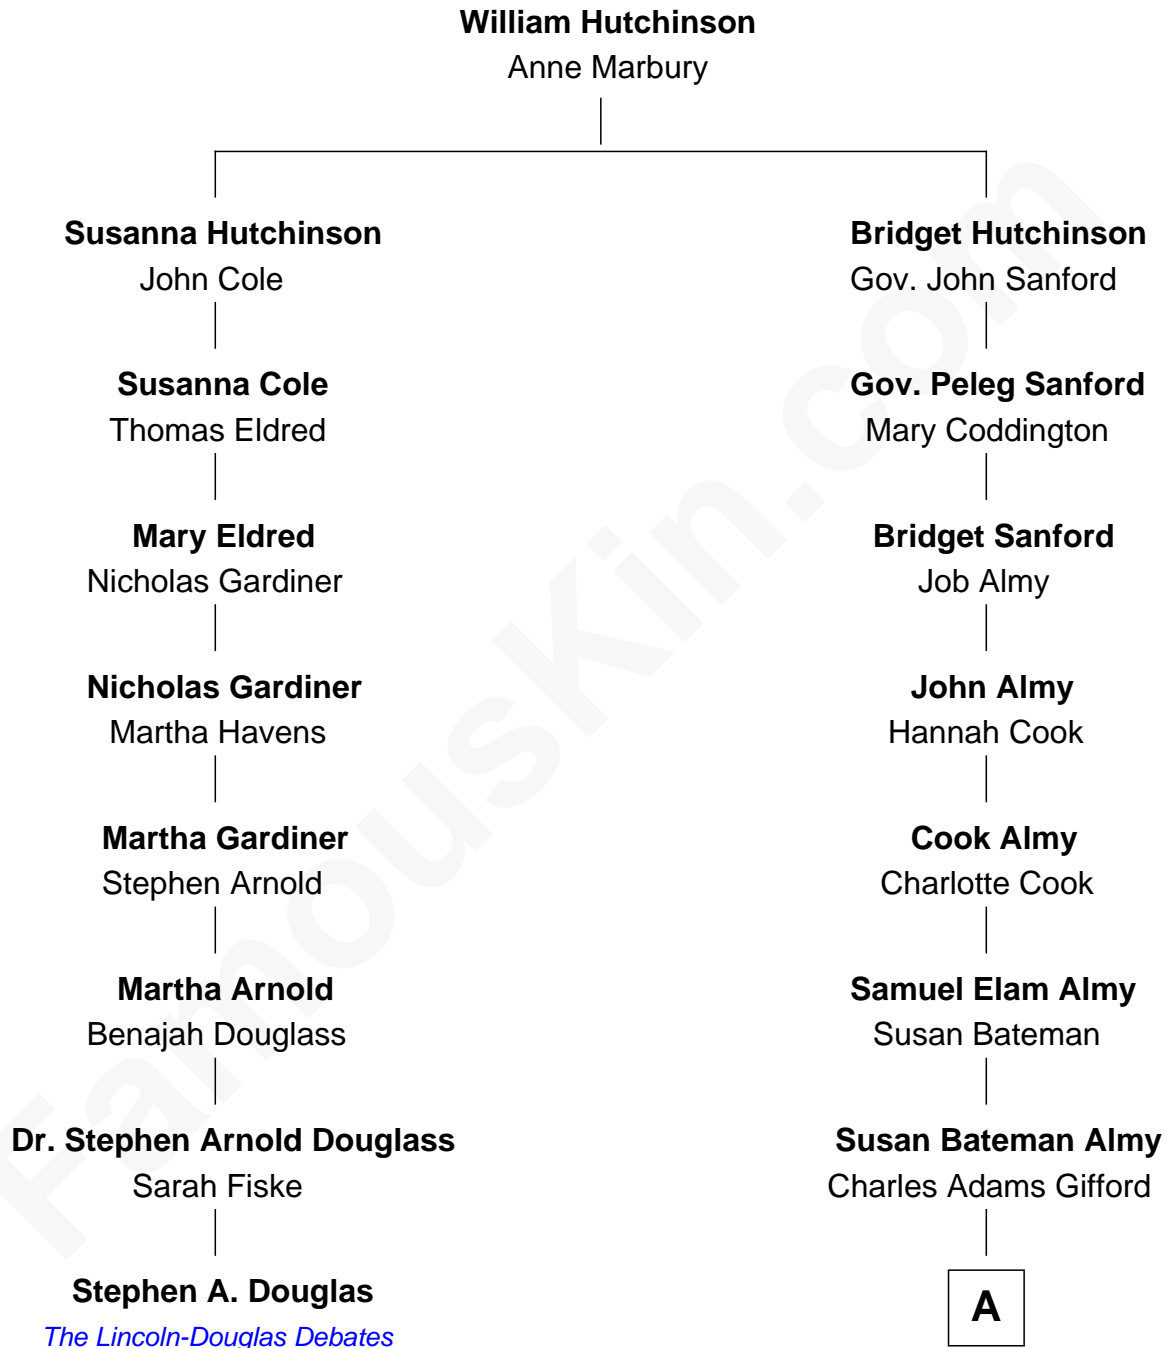 William Hutchinson
Anne Marbury
Susanna Hutchinson
John Cole
Bridget Hutchinson
Gov. John Sanford
Susanna Cole
Thomas Eldred
Gov. Peleg Sanford
Mary Coddington
Mary Eldred
Nicholas Gardiner
Bridget Sanford
Job Almy
Nicholas Gardiner
Martha Havens
John Almy
Hannah Cook
Martha Gardiner
Stephen Arnold
Cook Almy
Charlotte Cook
Martha Arnold
Benajah Douglass
Samuel Elam Almy
Susan Bateman
Dr. Stephen Arnold Douglass
Sarah Fiske
Susan Bateman Almy
Charles Adams Gifford
Stephen A. Douglas
The Lincoln-Douglas Debates
A
FamousKin.com